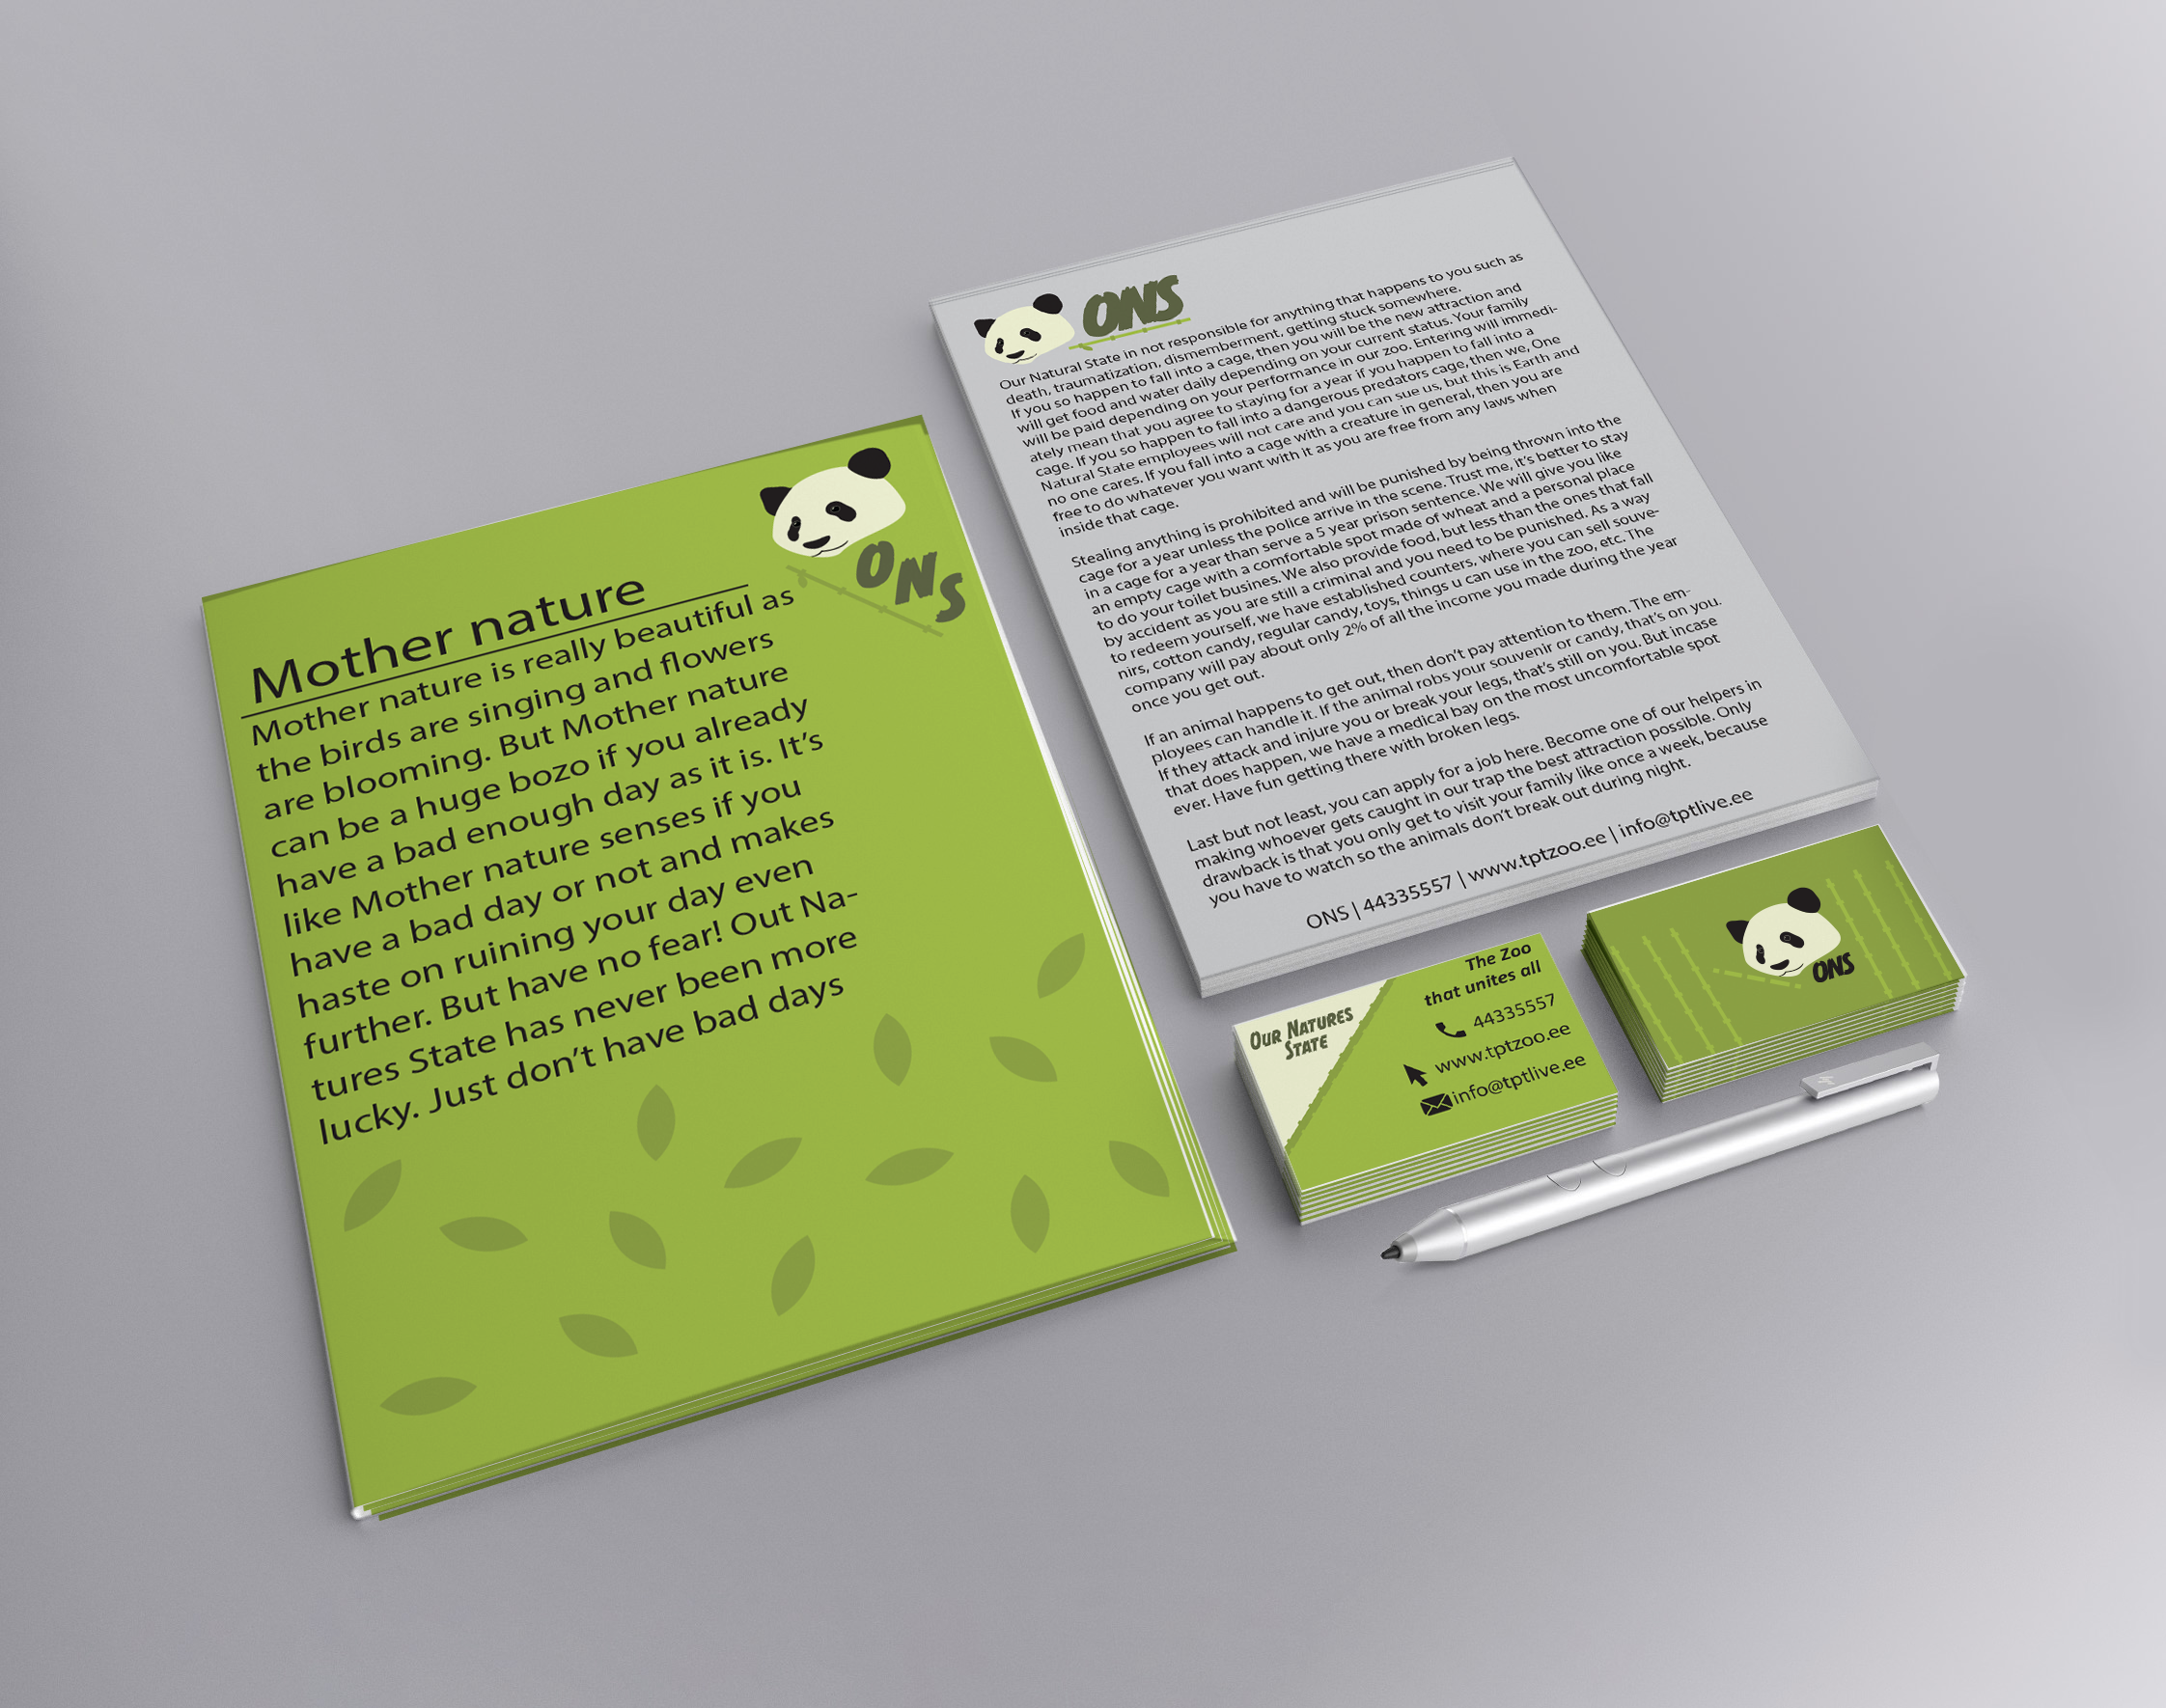 Mother nature
Mother nature is really beautiful as
the birds are singing and flowers
are blooming. But Mother nature
can be a huge bozo if you already
have a bad enough day as it is. It's
like Mother nature senses if you
have a bad day or not and makes
haste on ruining your day even
further. But have no fear! Out Na-
tures State has never been more
lucky. Just don't have bad days
ONS
ONS
Our Natural State in not responsible for anything that happens to you such as
death, traumatization, dismemberment, getting stuck somewhere.
If you so happen to fall into a cage, then you will be the new attraction and
will get food and water daily depending on your current status. Your family
will be paid depending on your performance in our zoo. Entering will immedi-
ately mean that you agree to staying for a year if you happen to fall into a
cage. If you so happen to fall into a dangerous predators cage, then we, One
Natural State employees will not care and you can sue us, but this is Earth and
no one cares. If you fall into a cage with a creature in general, then you are
free to do whatever you want with it as you are free from any laws when
inside that cage.
Stealing anything is prohibited and will be punished by being thrown into the
cage for a year unless the police arrive in the scene. Trust me, it's better to stay
in a cage for a year than serve a 5 year prison sentence. We will give you like
an empty cage with a comfortable spot made of wheat and a personal place
to do your toilet busines. We also provide food, but less than the ones that fall
by accident as you are still a criminal and you need to be punished. As a way
to redeem yourself, we have established counters, where you can sell souve-
nirs, cotton candy, regular candy, toys, things u can use in the zoo, etc. The
company will pay about only 2% of all the income you made during the year
once you get out.
If an animal happens to get out, then don't pay attention to them. The em-
ployees can handle it. If the animal robs your souvenir or candy, that's on you.
If they attack and injure you or break your legs, that's still on you. But incase
that does happen, we have a medical bay on the most uncomfortable spot
ever. Have fun getting there with broken legs.
Last but not least, you can apply for a job here. Become one of our helpers in
making whoever gets caught in our trap the best attraction possible. Only
drawback is that you only get to visit your family like once a week, because
you have to watch so the animals don't break out during night.
ONS | 44335557 | www.tptzoo.ee | info@tptlive.ee
Our Natures
State
The Zoo
that unites all
44335557
www.tptzoo.ee
info@tptlive.ee
ONS